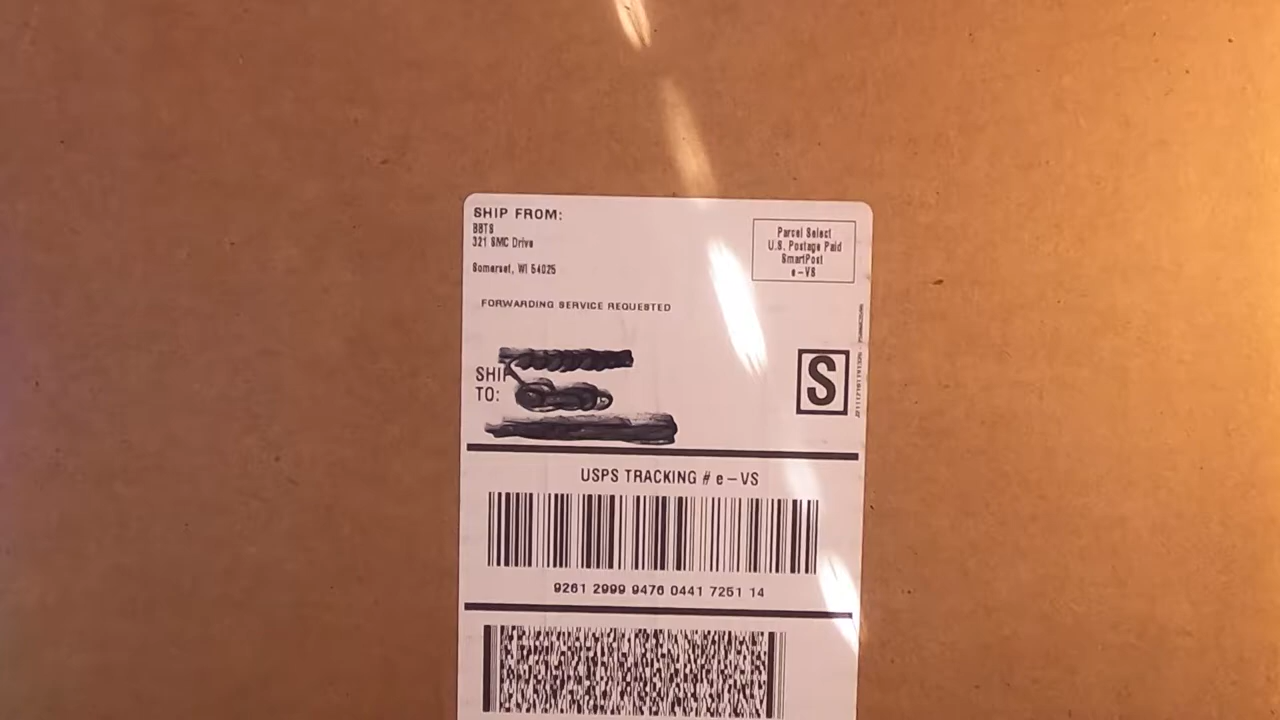 SHIP FROM:
BBTS
321 SMC Drive
Somerset, WI 54025
Parcel Select
U.S. Postage Paid
SmartPost
e-VS
FORWARDING SERVICE REQUESTED
SHIP
TO:
S
USPS TRACKING # e-VS
9261 2999 9476 0441 7251 14